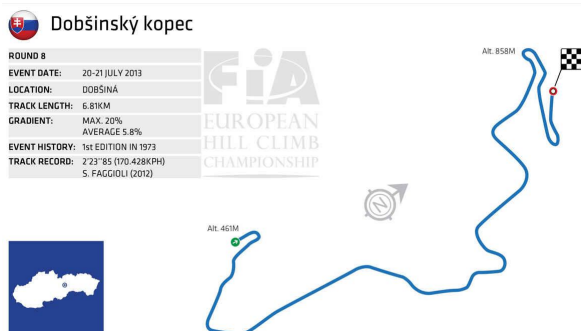 Dobšinský kopec
ROUND 8
EVENT DATE: 20-21 JULY 2013
LOCATION: DOBŠINÁ
TRACK LENGTH: 6.81KM
GRADIENT: MAX. 20%
AVERAGE 5.8%
EVENT HISTORY: 1st EDITION IN 1973
TRACK RECORD: 2'23''85 (170.428KPH)
S. FAGGIOLI (2012)
FiA
EUROPEAN
HILL CLIMB
CHAMPIONSHIP
Alt. 858M
N
Alt. 461M